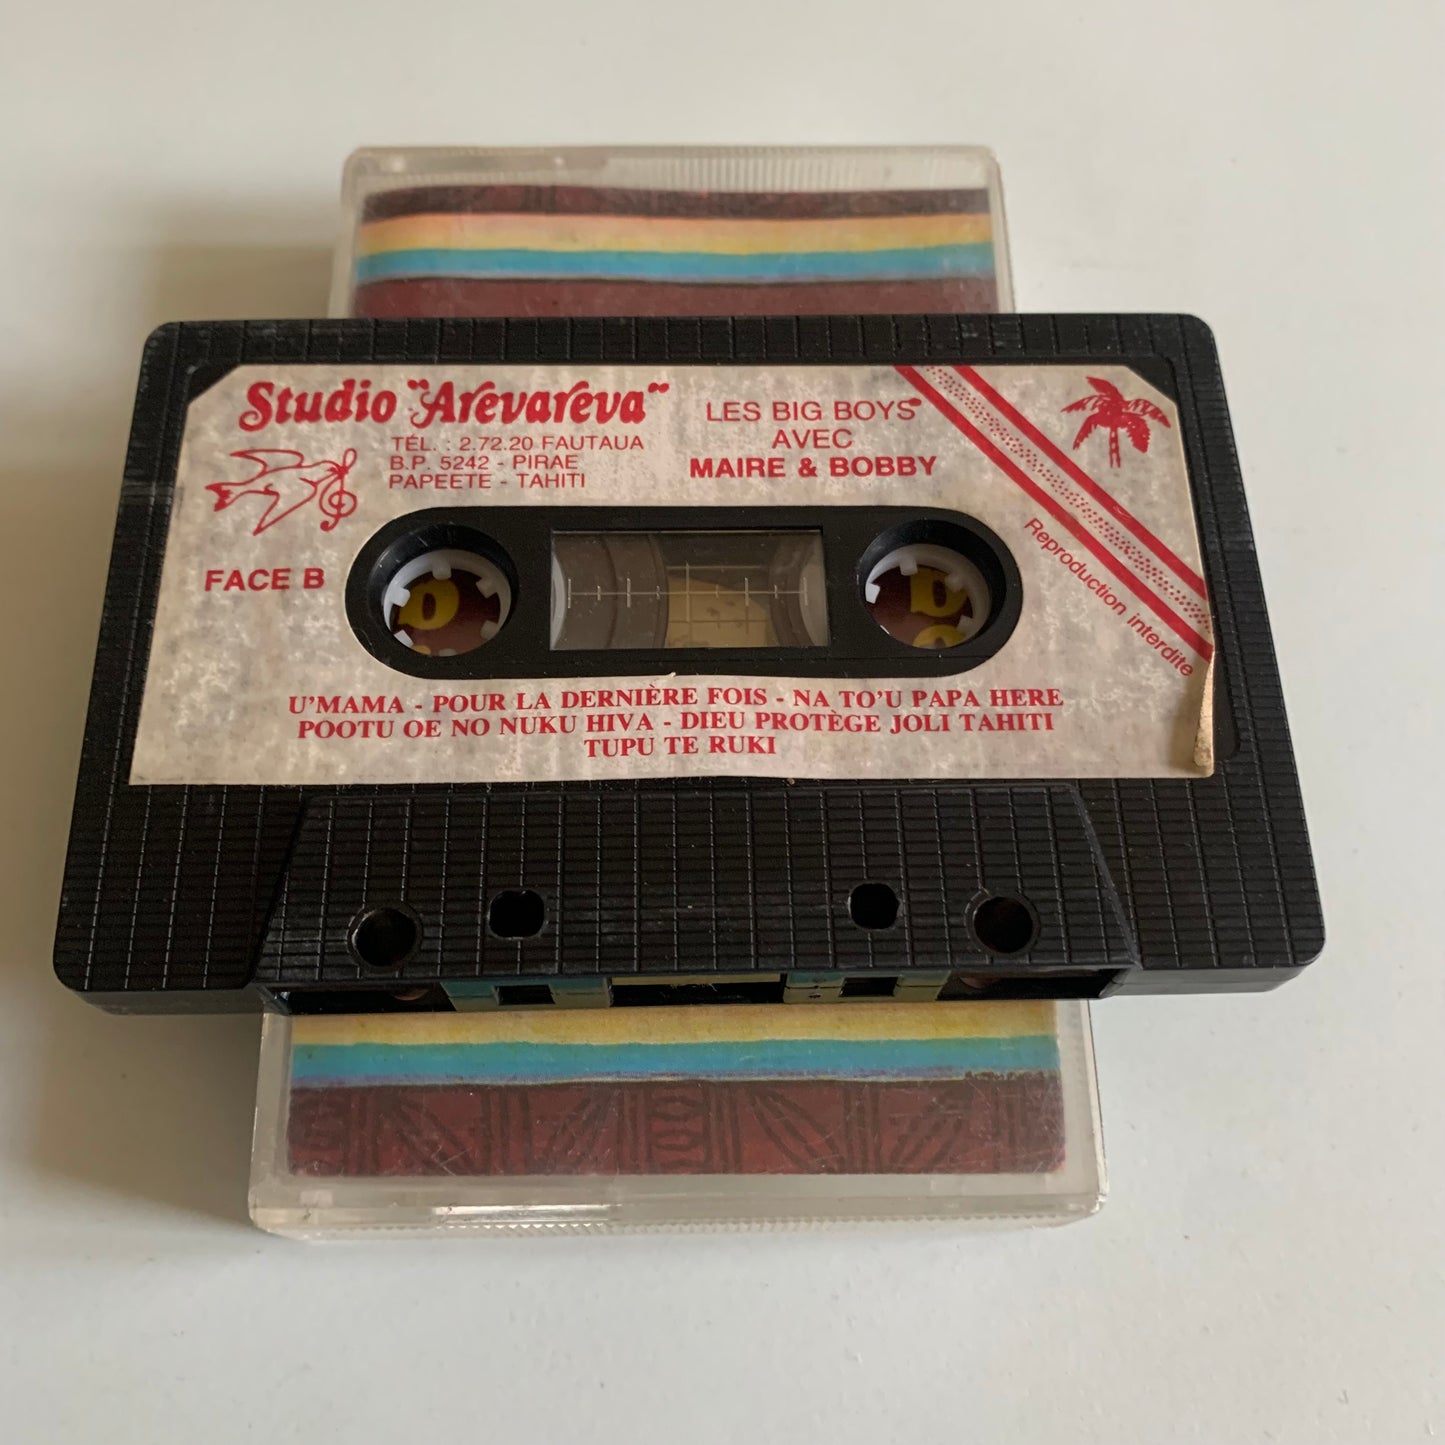 Studio "Arevareva"
TÉL. : 2.72.20 FAUTAUA
B.P. 5242 - PIRAE
PAPEETE - TAHITI
LES BIG BOYS
AVEC
MAIRE & BOBBY
Reproduction interdite
FACE B
U'MAMA - POUR LA DERNIÈRE FOIS - NA TO'U PAPA HERE
POOTU OE NO NUKU HIVA - DIEU PROTÈGE JOLI TAHITI
TUPU TE RUKI